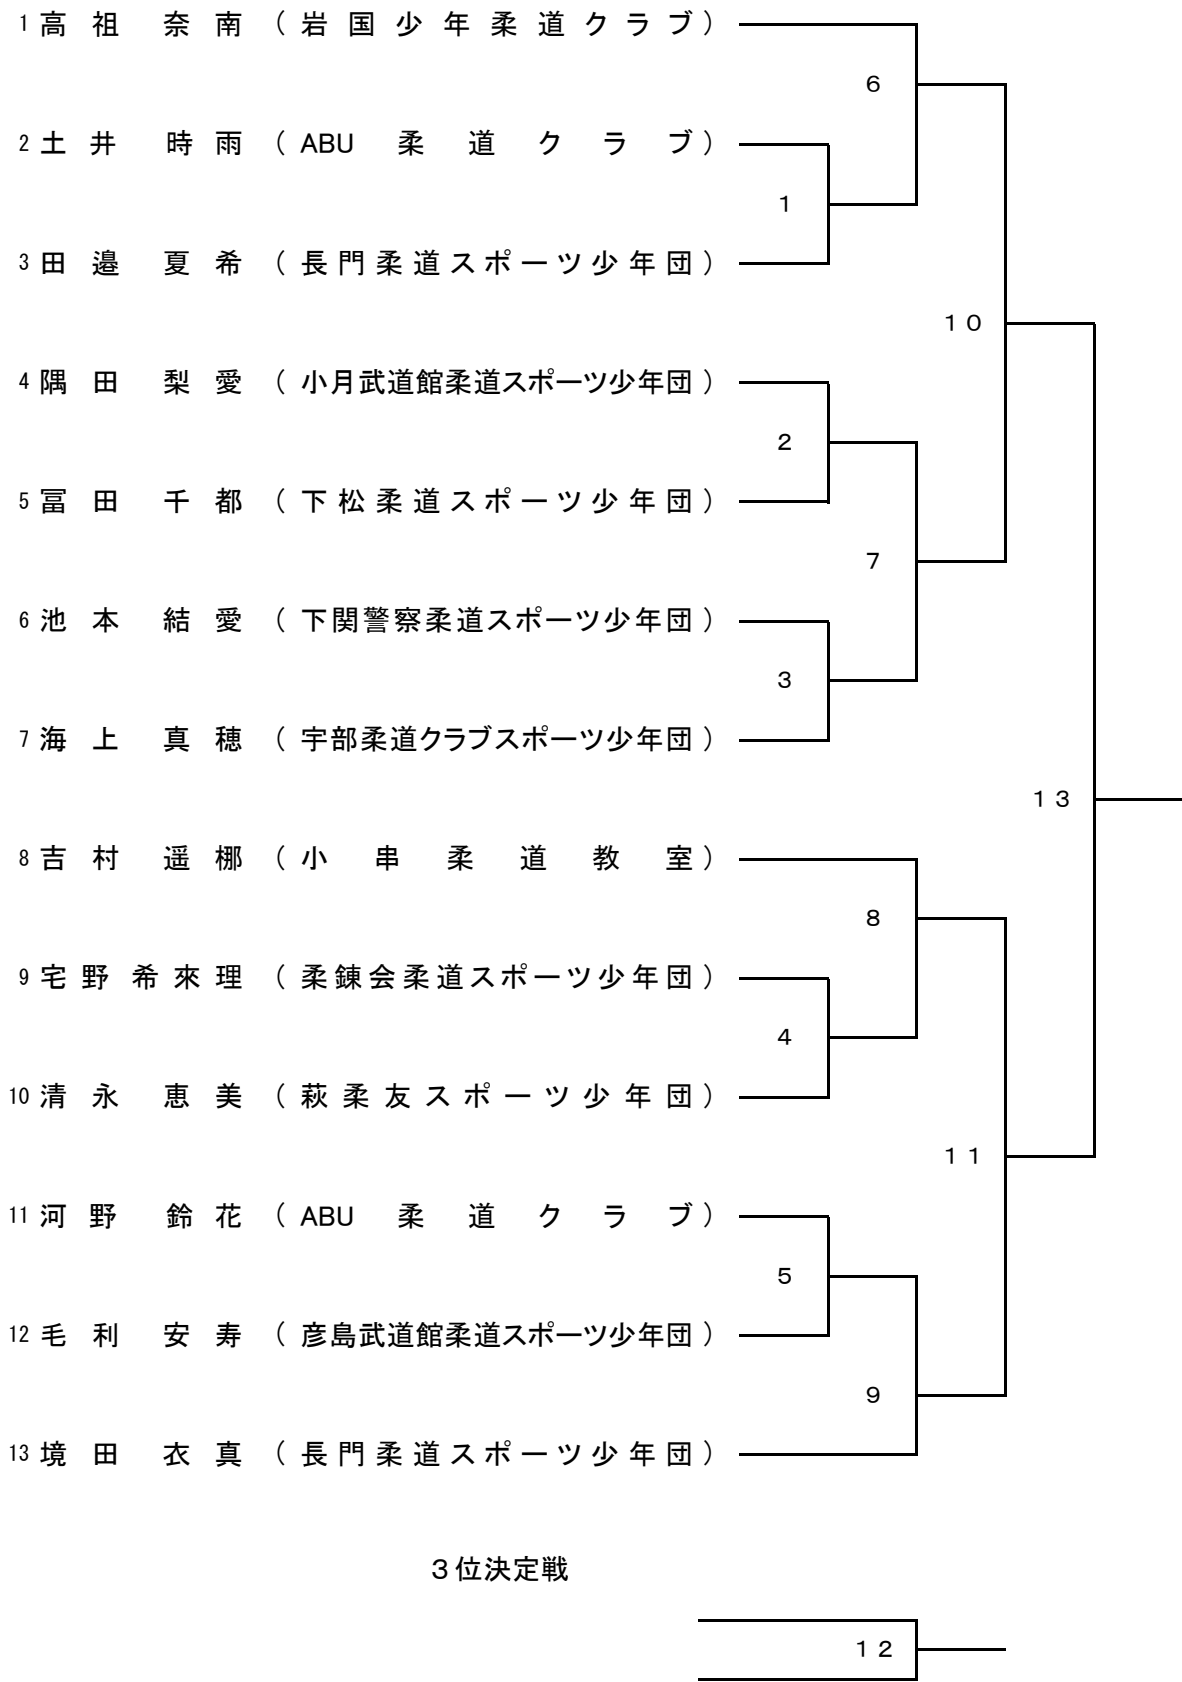 1 高祖 奈南 （岩国少年柔道クラブ）
6
2 土井 時雨 （ABU柔道クラブ）
1
3 田邉 夏希 （長門柔道スポーツ少年団）
10
4 隅田 梨愛 （小月武道館柔道スポーツ少年団）
2
5 冨田 千都 （下松柔道スポーツ少年団）
7
6 池本 結愛 （下関警察柔道スポーツ少年団）
3
7 海上 真穂 （宇部柔道クラブスポーツ少年団）
13
8 吉村 遥梛 （小串柔道教室）
8
9 宅野希來理 （柔錬会柔道スポーツ少年団）
4
10 清永 恵美 （萩柔友スポーツ少年団）
11
11 河野 鈴花 （ABU柔道クラブ）
5
12 毛利 安寿 （彦島武道館柔道スポーツ少年団）
9
13 境田 衣真 （長門柔道スポーツ少年団）
３位決定戦
12